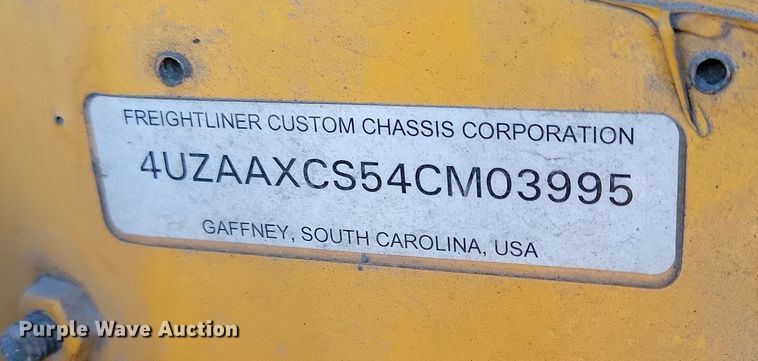 FREIGHTLINER CUSTOM CHASSIS CORPORATION
4UZAAXCS54CM03995
GAFFNEY, SOUTH CAROLINA, USA
Purple Wave Auction